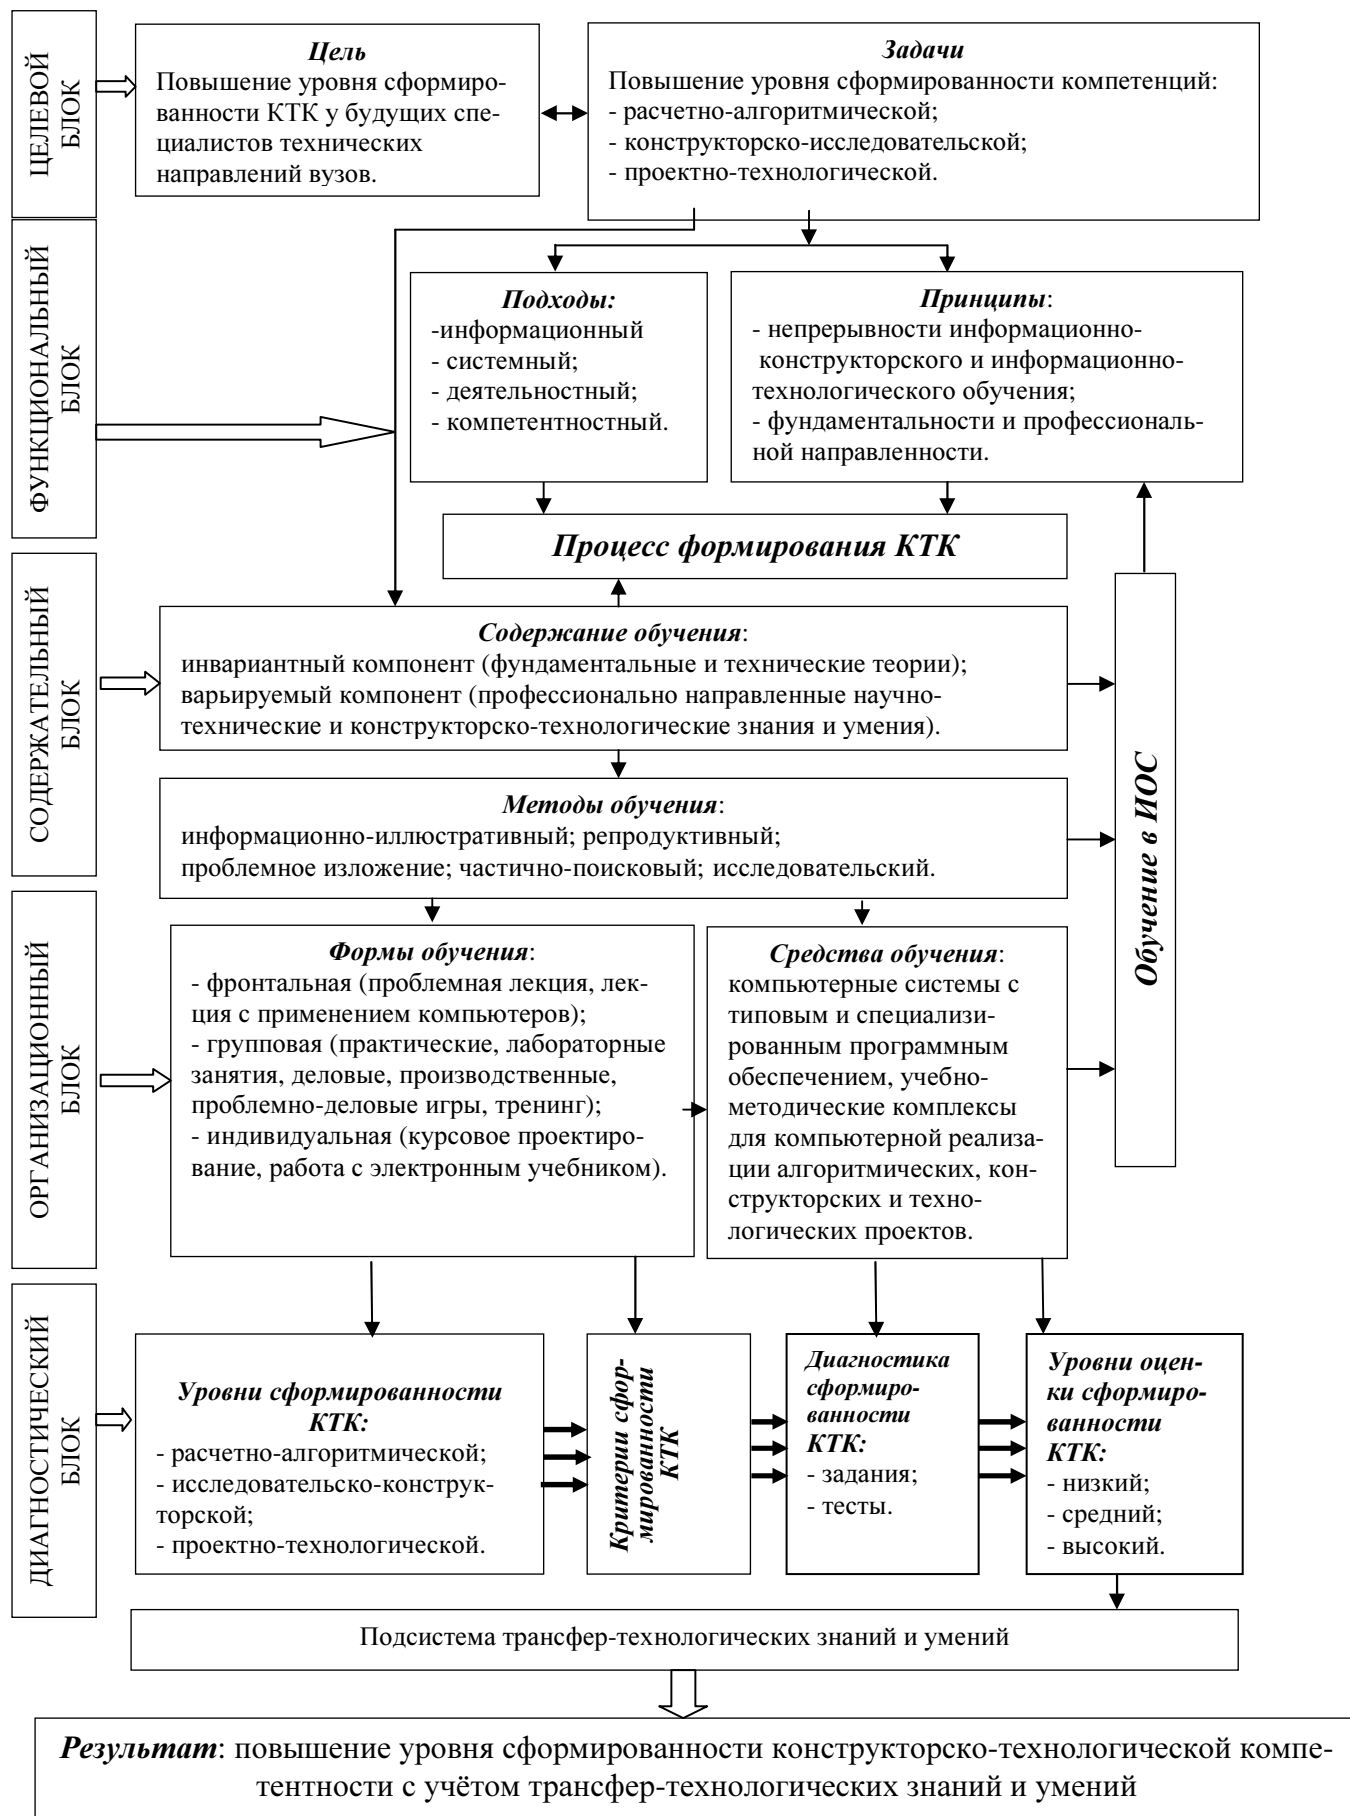 ЦЕЛЕВОЙ
БЛОК
Цель
Повышение уровня сформиро-
ванности КТК у будущих спе-
циалистов технических
направлений вузов.
Задачи
Повышение уровня сформированности компетенций:
- расчетно-алгоритмической;
- конструкторско-исследовательской;
- проектно-технологической.
ФУНКЦИОНАЛЬНЫЙ
БЛОК
Подходы:
-информационный
- системный;
- деятельностный;
- компетентностный.
Принципы:
- непрерывности информационно-
конструкторского и информационно-
технологического обучения;
- фундаментальности и профессиональ-
ной направленности.
Процесс формирования КТК
СОДЕРЖАТЕЛЬНЫЙ
БЛОК
Содержание обучения:
инвариантный компонент (фундаментальные и технические теории);
варьируемый компонент (профессионально направленные научно-
технические и конструкторско-технологические знания и умения).
Методы обучения:
информационно-иллюстративный; репродуктивный;
проблемное изложение; частично-поисковый; исследовательский.
Обучение в ИОС
ОРГАНИЗАЦИОННЫЙ
БЛОК
Формы обучения:
- фронтальная (проблемная лекция, лек-
ция с применением компьютеров);
- групповая (практические, лабораторные
занятия, деловые, производственные,
проблемно-деловые игры, тренинг);
- индивидуальная (курсовое проектиро-
вание, работа с электронным учебником).
Средства обучения:
компьютерные системы с
типовым и специализи-
рованным программным
обеспечением, учебно-
методические комплексы
для компьютерной реализа-
ции алгоритмических, кон-
структорских и техно-
логических проектов.
ДИАГНОСТИЧЕСКИЙ
БЛОК
Уровни сформированности
КТК:
- расчетно-алгоритмической;
- исследовательско-конструк-
торской;
- проектно-технологической.
Критерии сфор-
мированности
КТК
Диагностика
сформиро-
ванности
КТК:
- задания;
- тесты.
Уровни оцен-
ки сформиро-
ванности
КТК:
- низкий;
- средний;
- высокий.
Подсистема трансфер-технологических знаний и умений
Результат: повышение уровня сформированности конструкторско-технологической компе-
тентности с учётом трансфер-технологических знаний и умений